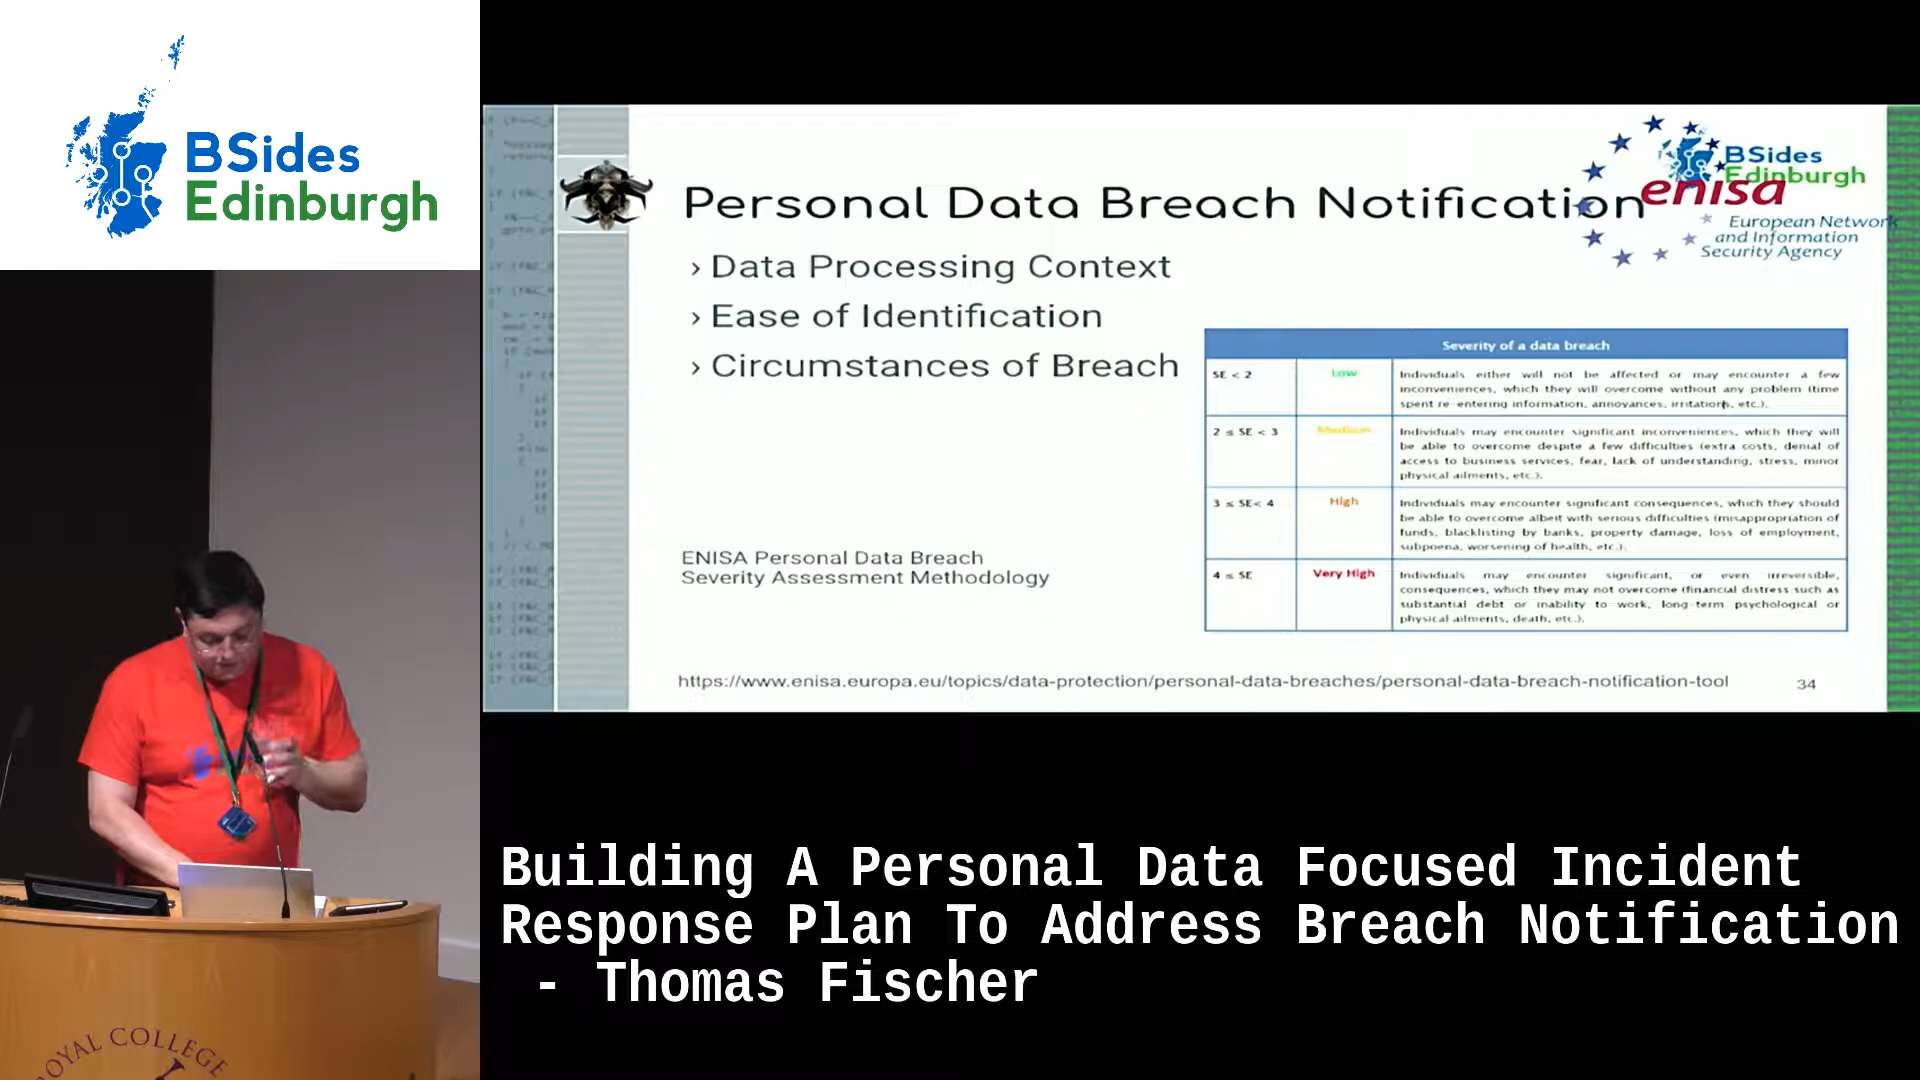 BSides
Edinburgh
Personal Data Breach Notification
BSides
Edinburgh
enisa
European Network
and Information
Security Agency
› Data Processing Context
› Ease of Identification
› Circumstances of Breach
Severity of a data breach
SE < 2
Low
Individuals either will not be affected or may encounter a few
inconveniences, which they will overcome without any problem (time
spent re-entering information, annoyances, irritations, etc.).
2 ≤ SE < 3
Medium
Individuals may encounter significant inconveniences, which they will
be able to overcome despite a few difficulties (extra costs, denial of
access to business services, fear, lack of understanding, stress, minor
physical ailments, etc.).
3 ≤ SE< 4
High
Individuals may encounter significant consequences, which they should
be able to overcome albeit with serious difficulties (misappropriation of
funds, blacklisting by banks, property damage, loss of employment,
subpoena, worsening of health, etc.).
4 ≤ SE
Very High
Individuals may encounter significant, or even irreversible,
consequences, which they may not overcome (financial distress such as
substantial debt or inability to work, long-term psychological or
physical ailments, death, etc.).
ENISA Personal Data Breach
Severity Assessment Methodology
https://www.enisa.europa.eu/topics/data-protection/personal-data-breaches/personal-data-breach-notification-tool
34
Building A Personal Data Focused Incident
Response Plan To Address Breach Notification
- Thomas Fischer
ROYAL COLLEGE